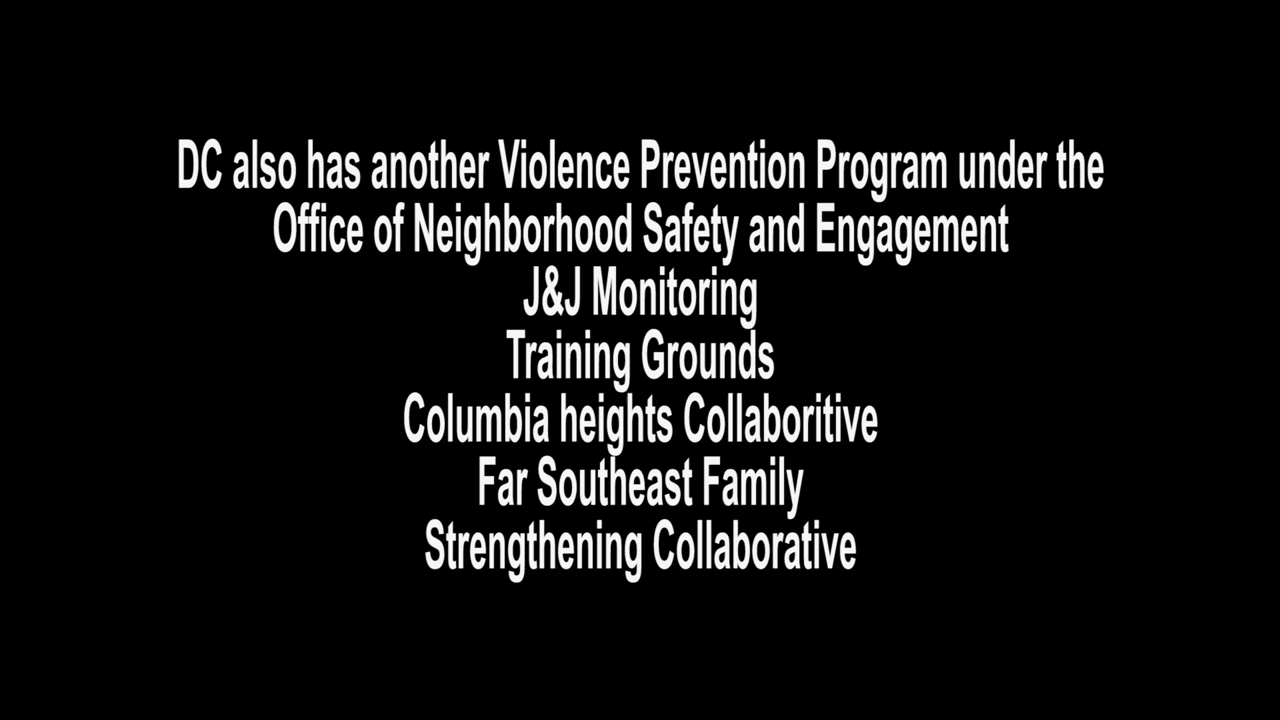 DC also has another Violence Prevention Program under the
Office of Neighborhood Safety and Engagement
J&J Monitoring
Training Grounds
Columbia heights Collaboritive
Far Southeast Family
Strengthening Collaborative